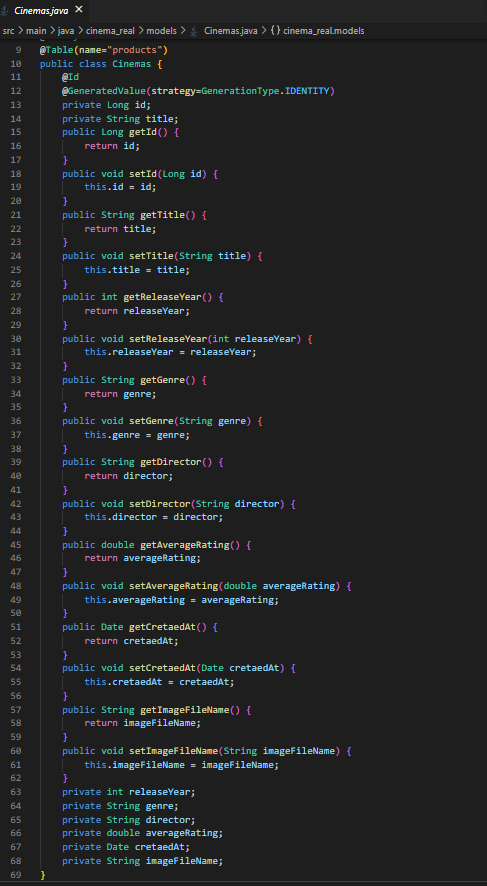 Cinemas.java ×
src > main > java > cinema_real > models > Cinemas.java > {} cinema_real.models
9 @Table(name="products")
10 public class Cinemas {
11 @Id
12 @GeneratedValue(strategy=GenerationType.IDENTITY)
13 private Long id;
14 private String title;
15 public Long getId() {
16 return id;
17 }
18 public void setId(Long id) {
19 this.id = id;
20 }
21 public String getTitle() {
22 return title;
23 }
24 public void setTitle(String title) {
25 this.title = title;
26 }
27 public int getReleaseYear() {
28 return releaseYear;
29 }
30 public void setReleaseYear(int releaseYear) {
31 this.releaseYear = releaseYear;
32 }
33 public String getGenre() {
34 return genre;
35 }
36 public void setGenre(String genre) {
37 this.genre = genre;
38 }
39 public String getDirector() {
40 return director;
41 }
42 public void setDirector(String director) {
43 this.director = director;
44 }
45 public double getAverageRating() {
46 return averageRating;
47 }
48 public void setAverageRating(double averageRating) {
49 this.averageRating = averageRating;
50 }
51 public Date getCretaedAt() {
52 return cretaedAt;
53 }
54 public void setCretaedAt(Date cretaedAt) {
55 this.cretaedAt = cretaedAt;
56 }
57 public String getImageFileName() {
58 return imageFileName;
59 }
60 public void setImageFileName(String imageFileName) {
61 this.imageFileName = imageFileName;
62 }
63 private int releaseYear;
64 private String genre;
65 private String director;
66 private double averageRating;
67 private Date cretaedAt;
68 private String imageFileName;
69 }